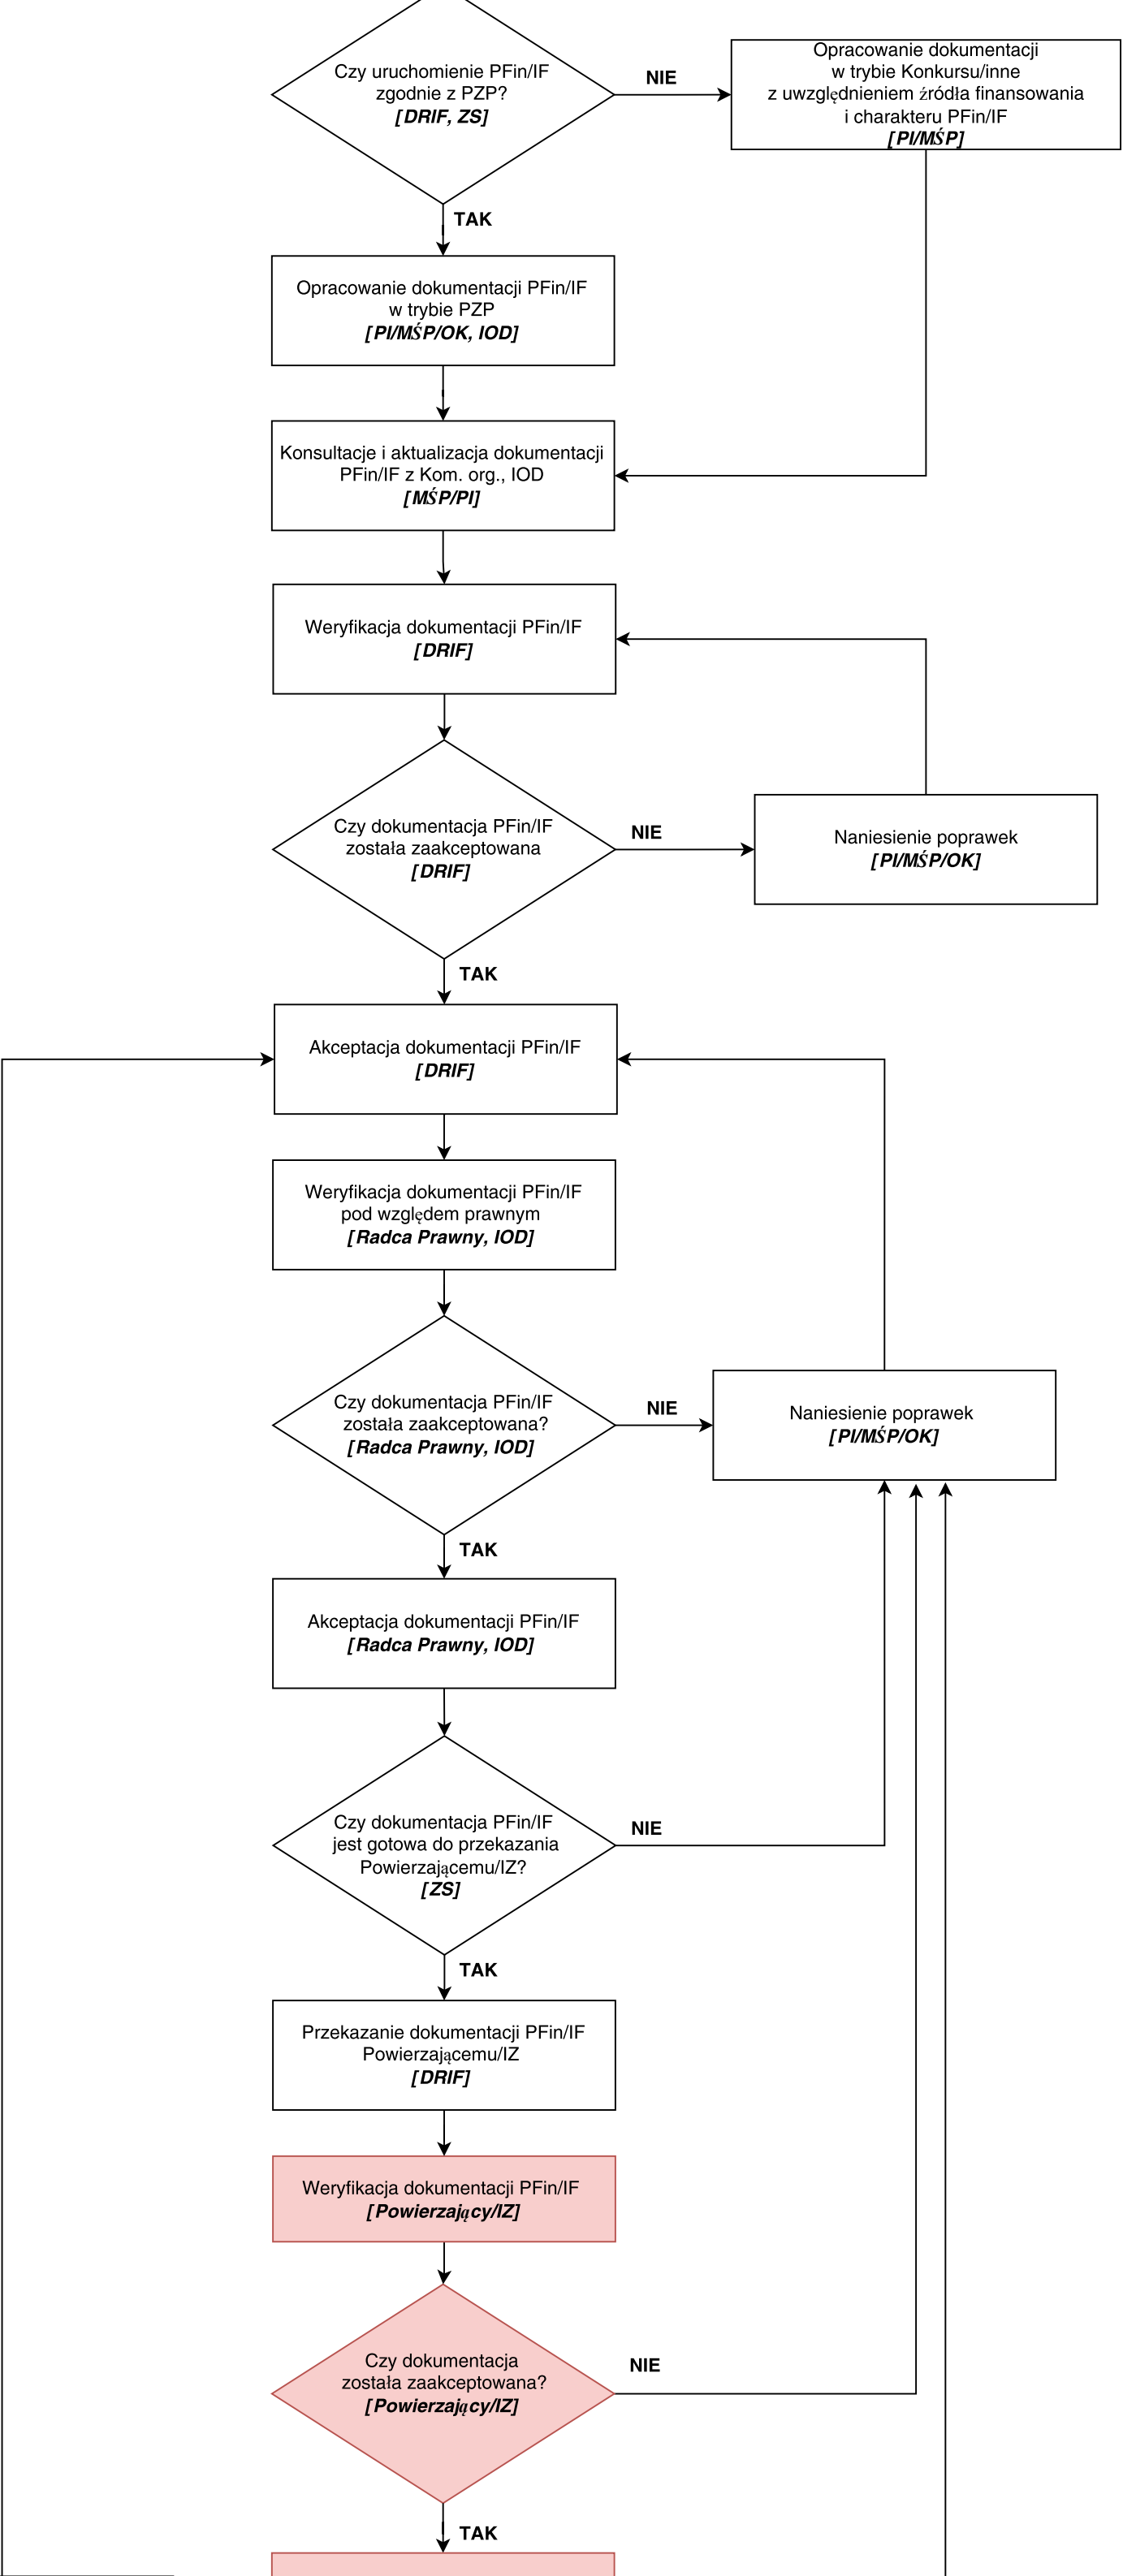 Czy uruchomienie PFin/IF
zgodnie z PZP?
[DRIF, ZS]
NIE
Opracowanie dokumentacji
w trybie Konkursu/inne
z uwzględnieniem źródła finansowania
i charakteru PFin/IF
[PI/MŚP]
TAK
Opracowanie dokumentacji PFin/IF
w trybie PZP
[PI/MŚP/OK, IOD]
Konsultacje i aktualizacja dokumentacji
PFin/IF z Kom. org., IOD
[MŚP/PI]
Weryfikacja dokumentacji PFin/IF
[DRIF]
Czy dokumentacja PFin/IF
została zaakceptowana
[DRIF]
NIE
Naniesienie poprawek
[PI/MŚP/OK]
TAK
Akceptacja dokumentacji PFin/IF
[DRIF]
Weryfikacja dokumentacji PFin/IF
pod względem prawnym
[Radca Prawny, IOD]
Czy dokumentacja PFin/IF
została zaakceptowana?
[Radca Prawny, IOD]
NIE
Naniesienie poprawek
[PI/MŚP/OK]
TAK
Akceptacja dokumentacji PFin/IF
[Radca Prawny, IOD]
Czy dokumentacja PFin/IF
jest gotowa do przekazania
Powierzającemu/IZ?
[ZS]
NIE
TAK
Przekazanie dokumentacji PFin/IF
Powierzającemu/IZ
[DRIF]
Weryfikacja dokumentacji PFin/IF
[Powierzający/IZ]
Czy dokumentacja
została zaakceptowana?
[Powierzający/IZ]
NIE
TAK